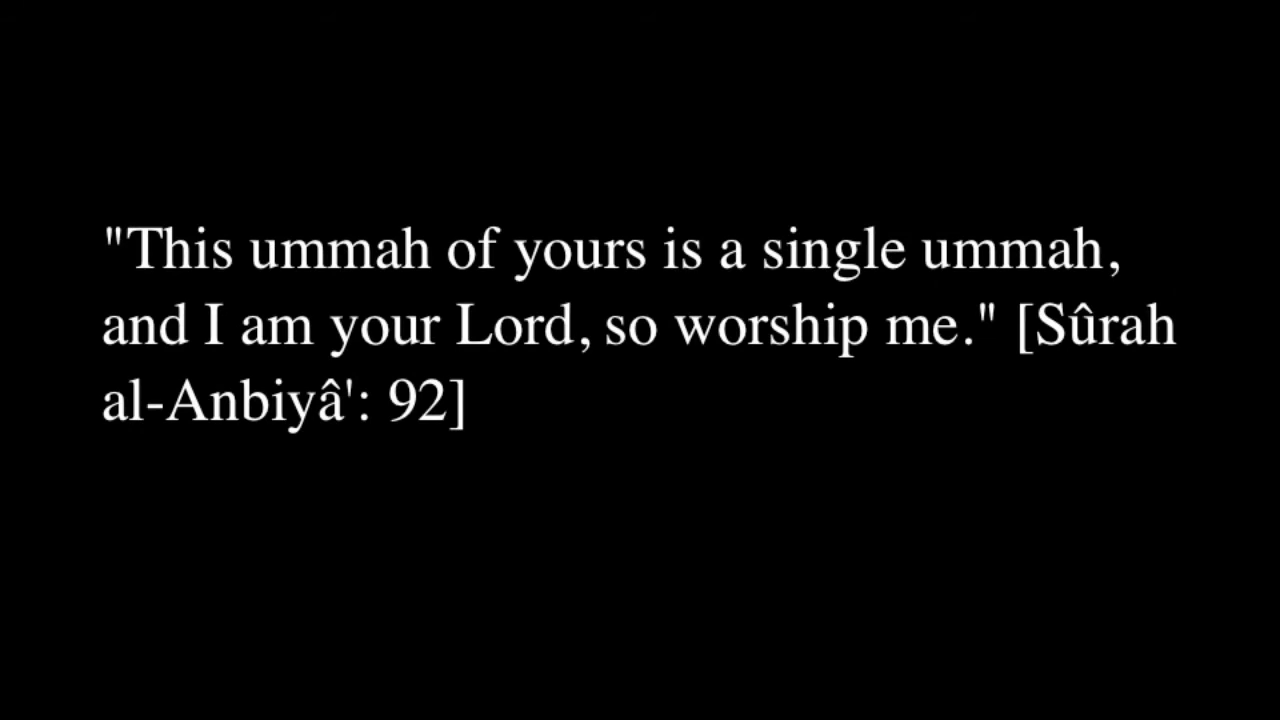 "This ummah of yours is a single ummah,
and I am your Lord, so worship me." [Sûrah
al-Anbiyâ': 92]